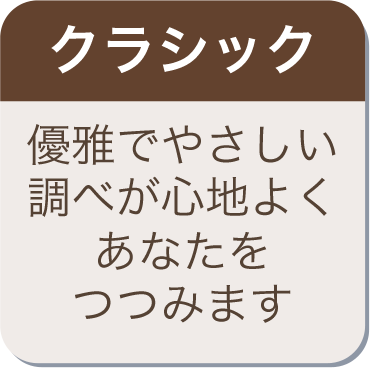 クラシック
優雅でやさしい
調べが心地よく
あなたを
つつみます